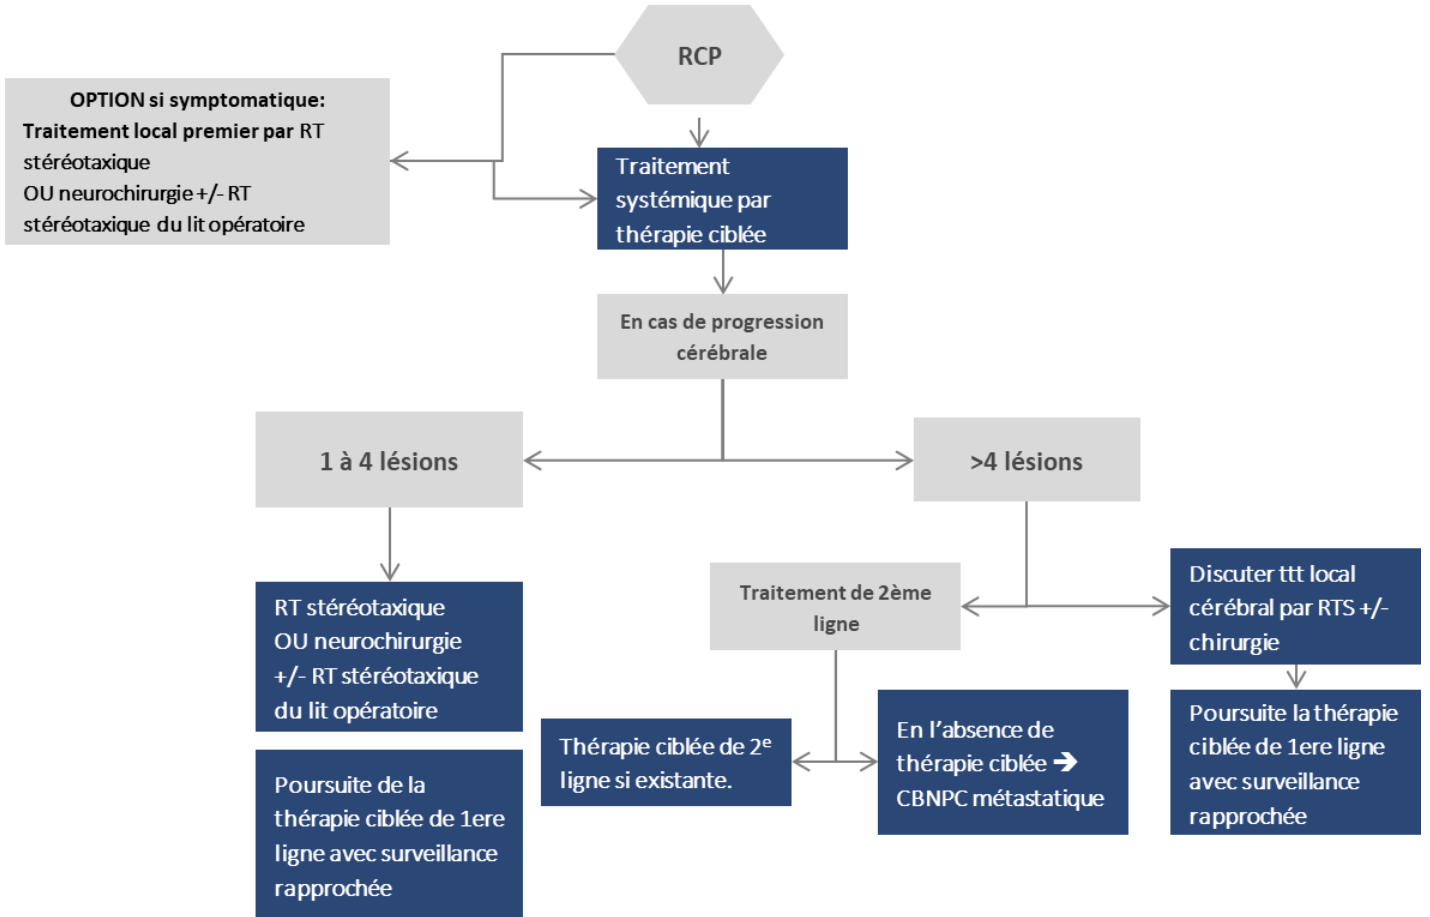 RCP
OPTION si symptomatique:
Traitement local premier par RT
stéréotaxique
OU neurochirurgie +/- RT
stéréotaxique du lit opératoire
Traitement
systémique par
thérapie ciblée
En cas de progression
cérébrale
1 à 4 lésions
>4 lésions
RT stéréotaxique
OU neurochirurgie
+/- RT stéréotaxique
du lit opératoire
Poursuite de la
thérapie ciblée de 1ere
ligne avec surveillance
rapprochée
Traitement de 2ème
ligne
Thérapie ciblée de 2e
ligne si existante.
En l’absence de
thérapie ciblée ➔
CBNPC métastatique
Discuter ttt local
cérébral par RTS +/-
chirurgie
Poursuite la thérapie
ciblée de 1ere ligne
avec surveillance
rapprochée